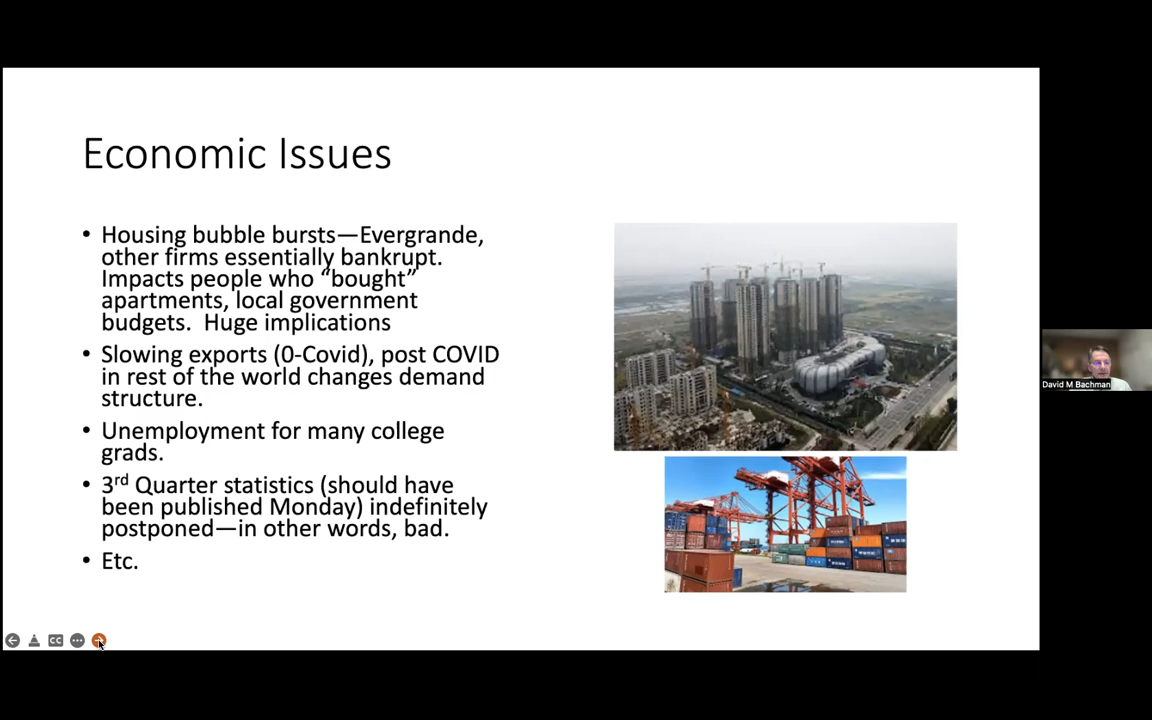 Economic Issues
• Housing bubble bursts—Evergrande,
other firms essentially bankrupt.
Impacts people who “bought”
apartments, local government
budgets.  Huge implications
• Slowing exports (0-Covid), post COVID
in rest of the world changes demand
structure.
• Unemployment for many college
grads.
• 3rd Quarter statistics (should have
been published Monday) indefinitely
postponed—in other words, bad.
• Etc.
CC
David M Bachman